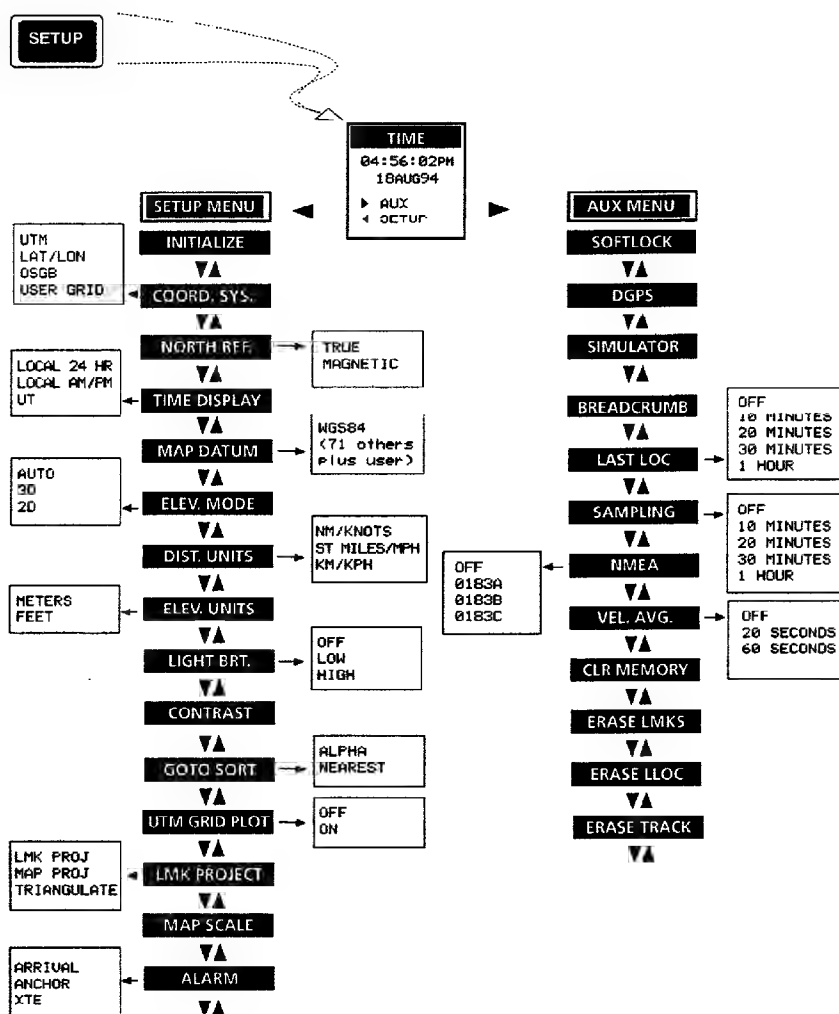 SETUP
TIME
04:56:02PM
18AUG94
▶ AUX
◀ SETUP
SETUP MENU
INITIALIZE
COORD. SYS.
UTM
LAT/LON
OSGB
USER GRID
NORTH REF.
TRUE
MAGNETIC
TIME DISPLAY
LOCAL 24 HR
LOCAL AM/PM
UT
MAP DATUM
WGS84
(71 others
plus user)
ELEV. MODE
AUTO
3D
2D
DIST. UNITS
NM/KNOTS
ST MILES/MPH
KM/KPH
ELEV. UNITS
METERS
FEET
LIGHT BRT.
OFF
LOW
HIGH
CONTRAST
GOTO SORT
ALPHA
NEAREST
UTM GRID PLOT
OFF
ON
LMK PROJECT
LMK PROJ
MAP PROJ
TRIANGULATE
MAP SCALE
ALARM
ARRIVAL
ANCHOR
XTE
AUX MENU
SOFTLOCK
DGPS
SIMULATOR
BREADCRUMB
LAST LOC
OFF
10 MINUTES
20 MINUTES
30 MINUTES
1 HOUR
SAMPLING
OFF
10 MINUTES
20 MINUTES
30 MINUTES
1 HOUR
NMEA
OFF
0183A
0183B
0183C
VEL. AVG.
OFF
20 SECONDS
60 SECONDS
CLR MEMORY
ERASE LMKS
ERASE LLOC
ERASE TRACK